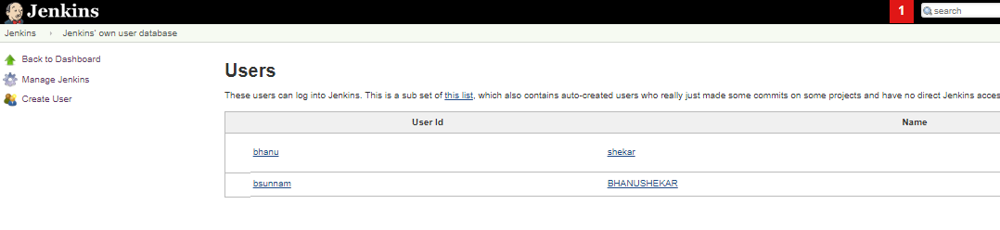 Jenkins
1
search
Jenkins › Jenkins' own user database
Back to Dashboard
Manage Jenkins
Create User
Users
These users can log into Jenkins. This is a sub set of this list, which also contains auto-created users who really just made some commits on some projects and have no direct Jenkins acces
User Id Name
bhanu shekar
bsunnam BHANUSHEKAR